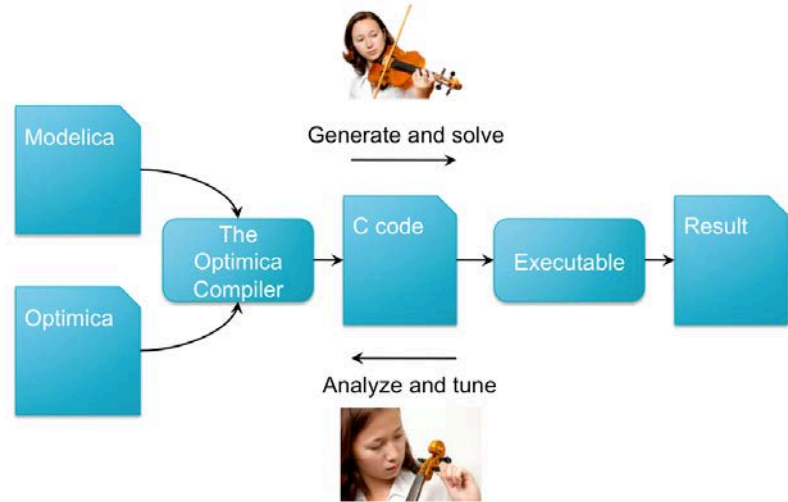 Generate and solve
Modelica
The
Optimica
Compiler
C code
Executable
Result
Optimica
Analyze and tune